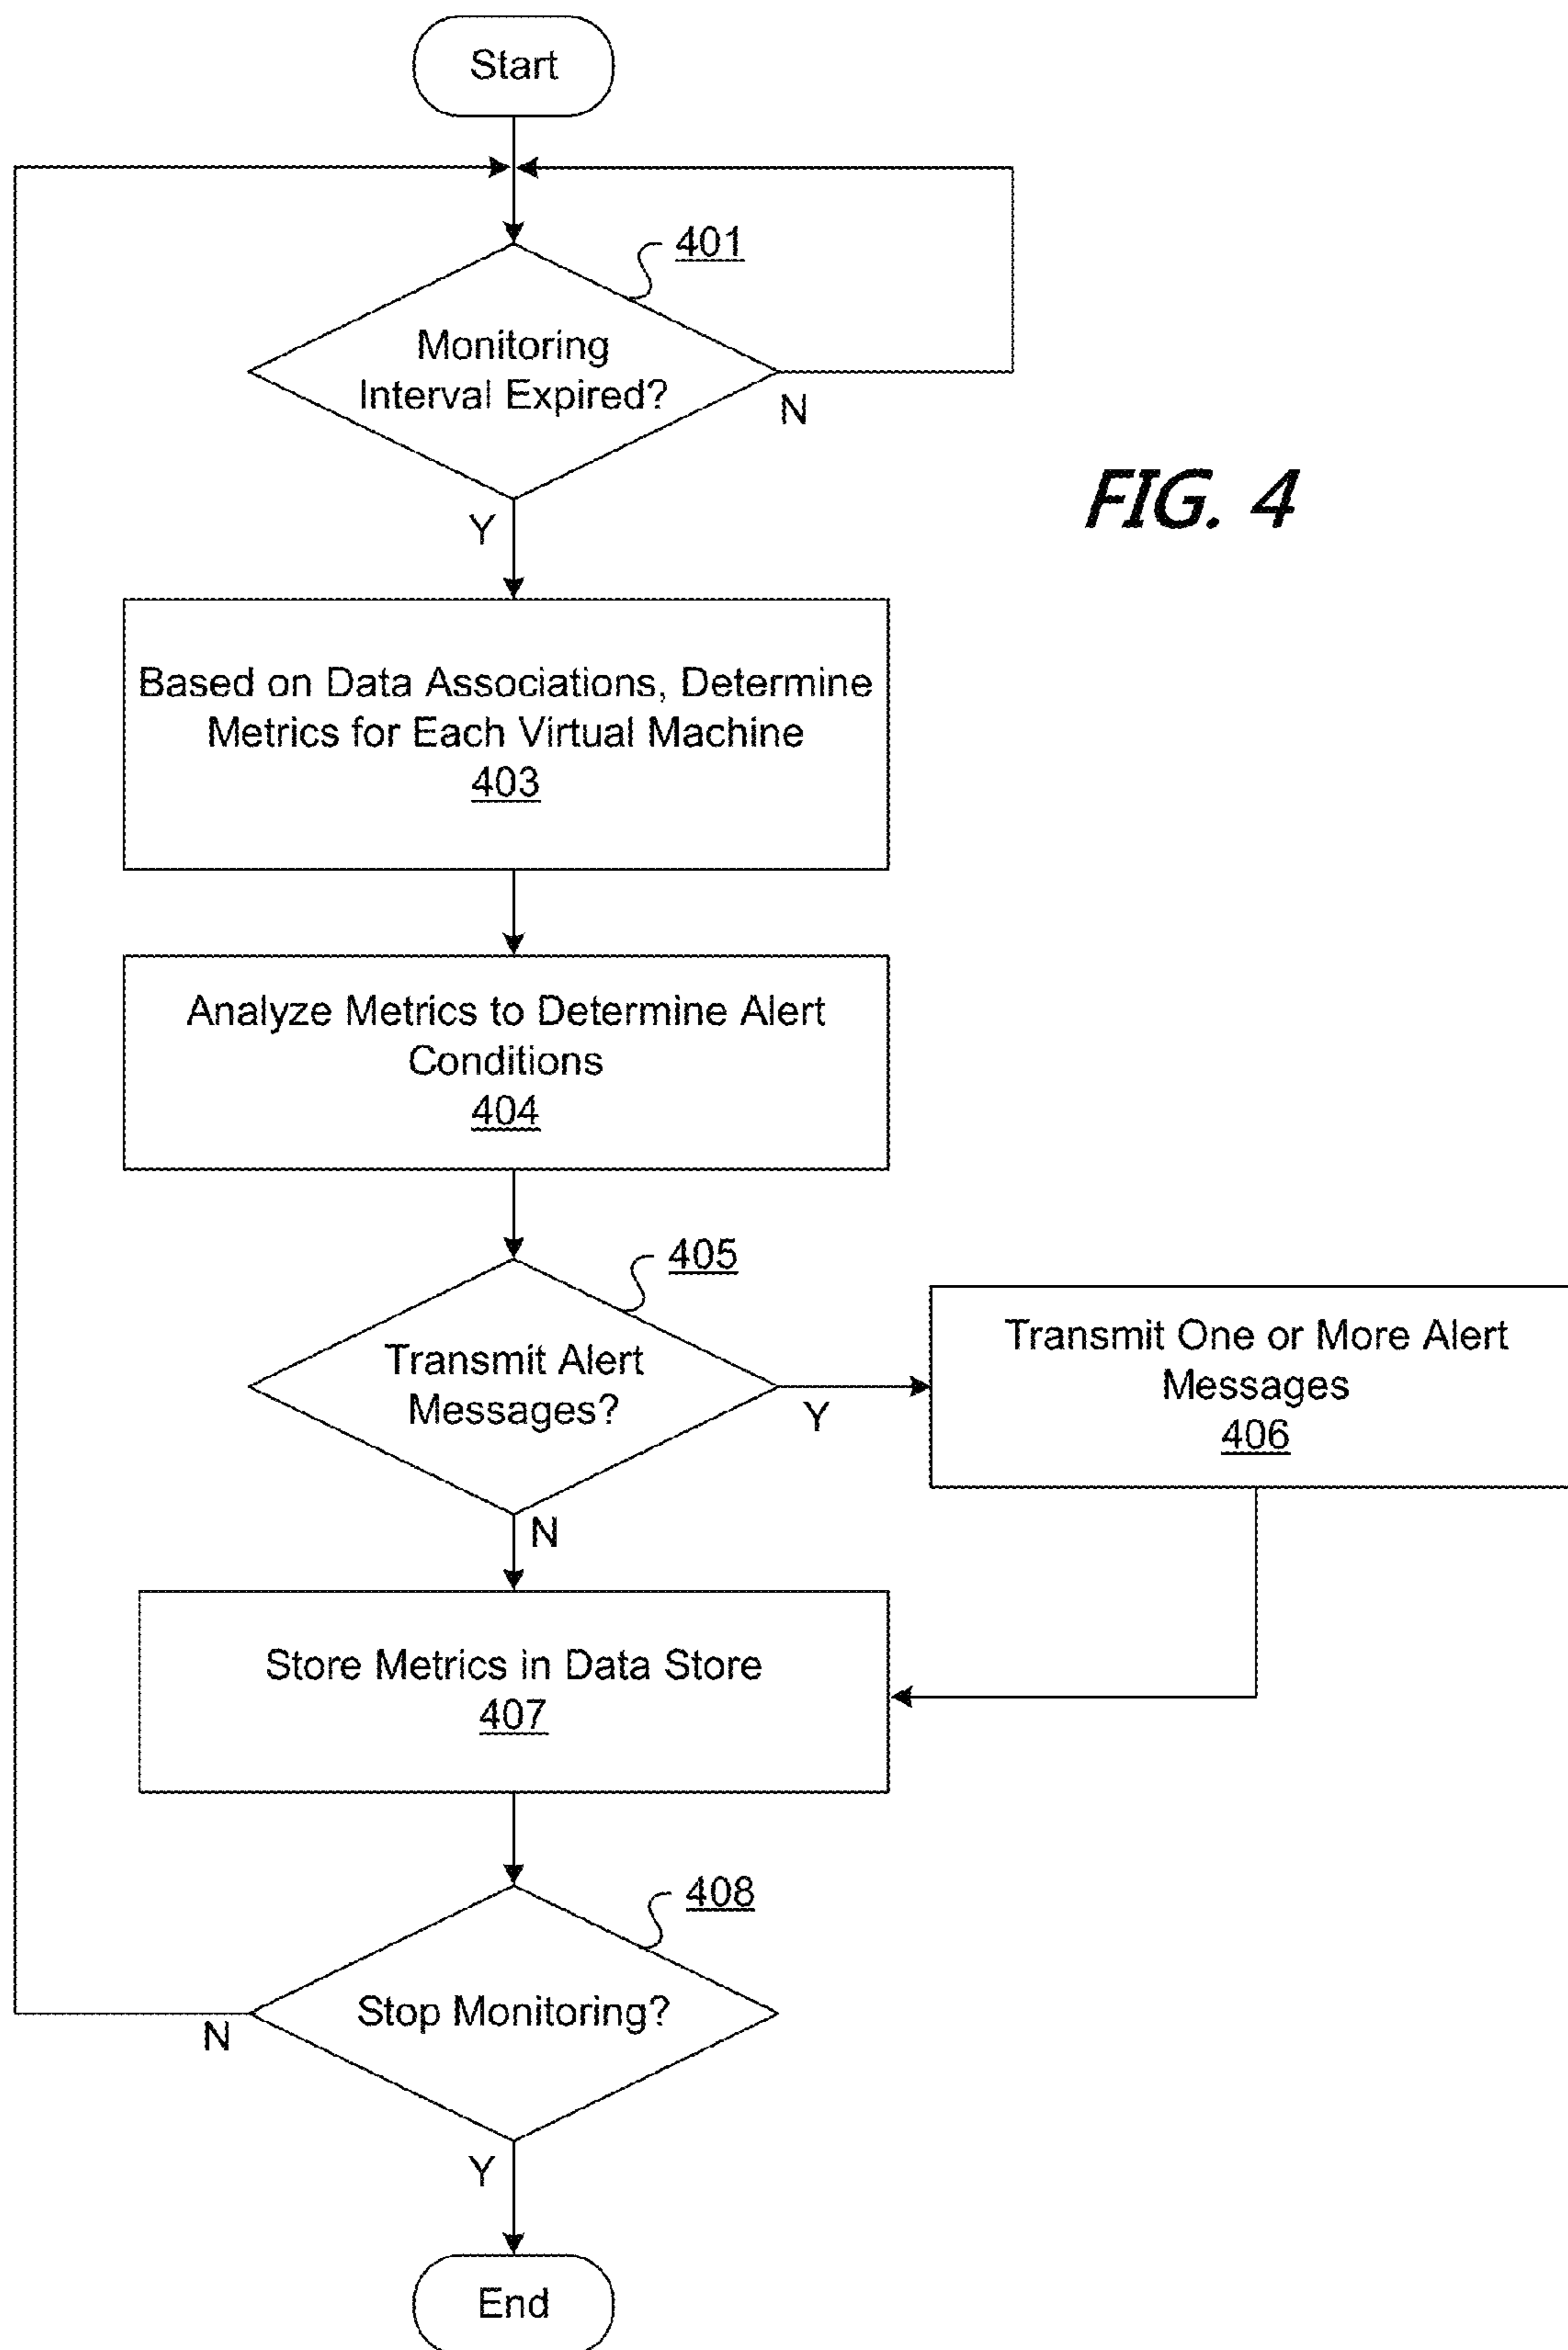 Start
401
Monitoring
Interval Expired?
N
Y
FIG. 4
Based on Data Associations, Determine
Metrics for Each Virtual Machine
403
Analyze Metrics to Determine Alert
Conditions
404
405
Transmit Alert
Messages?
Y
N
Transmit One or More Alert
Messages
406
Store Metrics in Data Store
407
408
Stop Monitoring?
N
Y
End